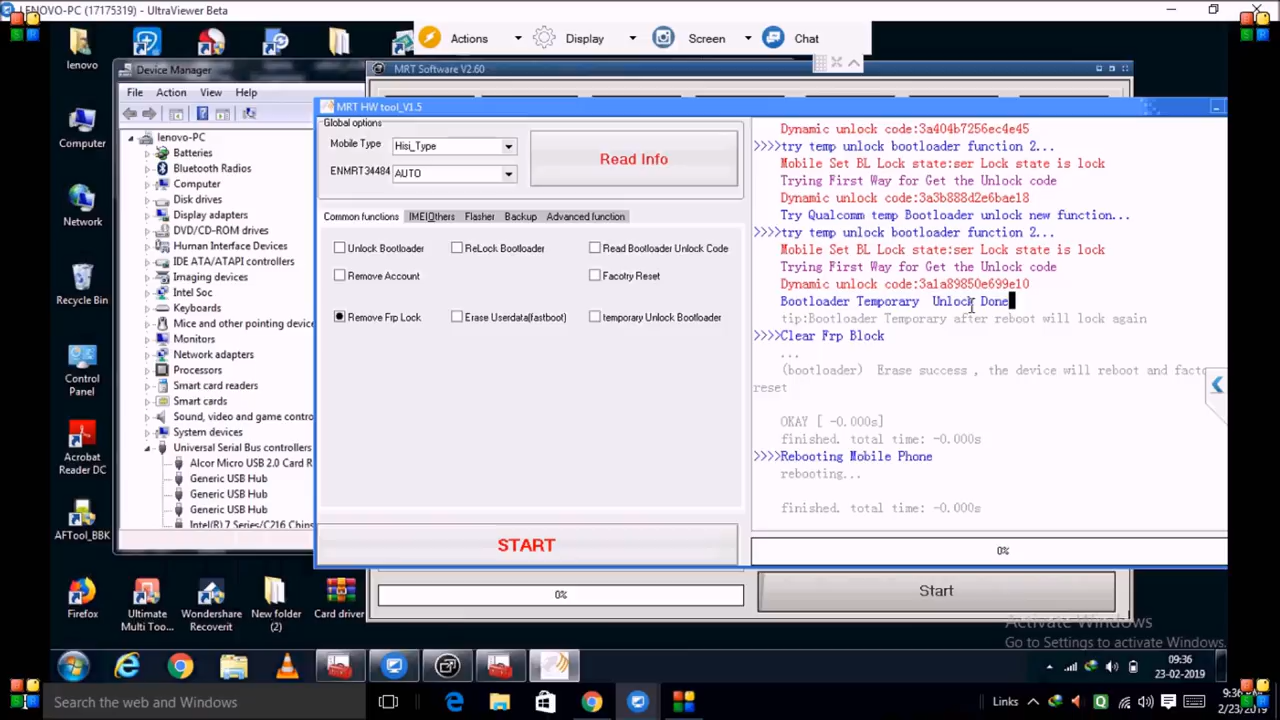 LENOVO-PC (17175319) - UltraViewer Beta
Actions
Display
Screen
Chat
lenovo
Computer
Network
Recycle Bin
Control
Panel
Acrobat
Reader DC
AFTool_BBK
Firefox
Ultimate
Multi Too...
Wondershare
Recoverit
New folder
(2)
Card driver
Device Manager
File Action View Help
lenovo-PC
Batteries
Bluetooth Radios
Computer
Disk drives
Display adapters
DVD/CD-ROM drives
Human Interface Devices
IDE ATA/ATAPI controllers
Imaging devices
Intel Soc
Keyboards
Mice and other pointing device
Monitors
Network adapters
Processors
Smart card readers
Smart cards
Sound, video and game contro
System devices
Universal Serial Bus controllers
Alcor Micro USB 2.0 Card R
Generic USB Hub
Generic USB Hub
Generic USB Hub
Intel(R) 7 Series/C216 Chips
MRT Software V2.60
MRT HW tool_V1.5
Global options
Mobile Type
Hisi_Type
ENMRT34484
AUTO
Read Info
Common functions
IMEI|Others
Flasher
Backup
Advanced function
Unlock Bootloader
ReLock Bootloader
Read Bootloader Unlock Code
Remove Account
Facotry Reset
Remove Frp Lock
Erase Userdata(fastboot)
temporary Unlock Bootloader
START
Dynamic unlock code:3a404b7256ec4e45
>>>>try temp unlock bootloader function 2...
Mobile Set BL Lock state:ser Lock state is lock
Trying First Way for Get the Unlock code
Dynamic unlock code:3a3b888d2e6bae18
Try Qualcomm temp Bootloader unlock new function...
>>>>try temp unlock bootloader function 2...
Mobile Set BL Lock state:ser Lock state is lock
Trying First Way for Get the Unlock code
Dynamic unlock code:3a1a89850e699e10
Bootloader Temporary Unlock Done
tip:Bootloader Temporary after reboot will lock again
>>>>Clear Frp Block
...
(bootloader) Erase success , the device will reboot and facto
reset
OKAY [ -0.000s]
finished. total time: -0.000s
>>>>Rebooting Mobile Phone
rebooting...
finished. total time: -0.000s
0%
0%
Start
Activate Windows
Go to Settings to activate Windows.
09:36
23-02-2019
Search the web and Windows
Links
2/23/2019